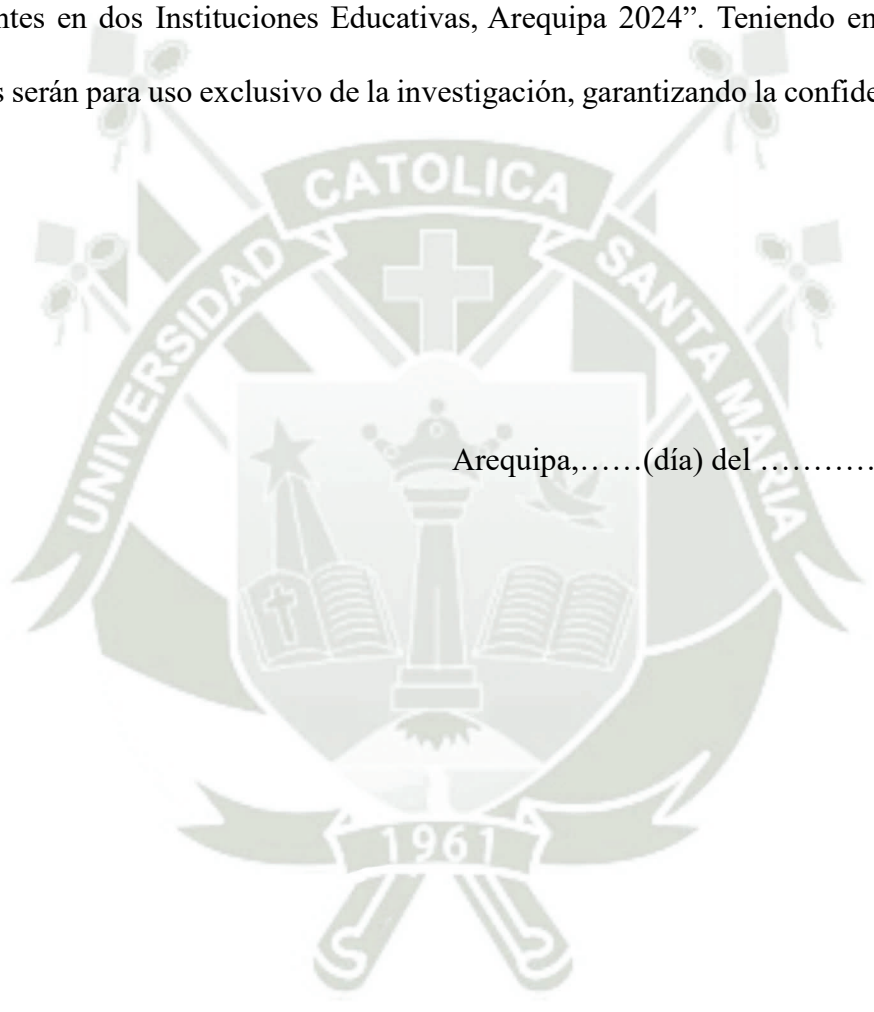 ntes en dos Instituciones Educativas, Arequipa 2024”. Teniendo en
s serán para uso exclusivo de la investigación, garantizando la confide
CATOLICA
UNIVERSIDAD
SANTA MARIA
Arequipa,……(día) del …………
1961